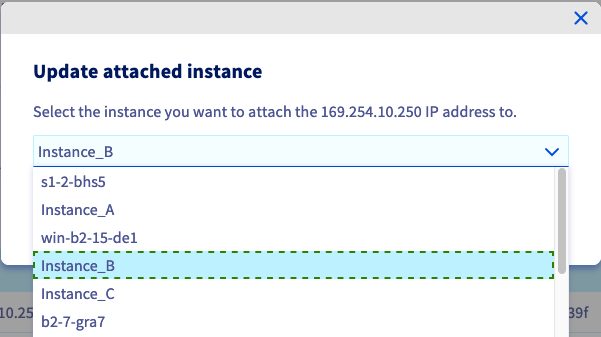 Update attached instance
Select the instance you want to attach the 169.254.10.250 IP address to.
Instance_B
s1-2-bhs5
Instance_A
win-b2-15-de1
Instance_B
Instance_C
b2-7-gra7
10.25
39f